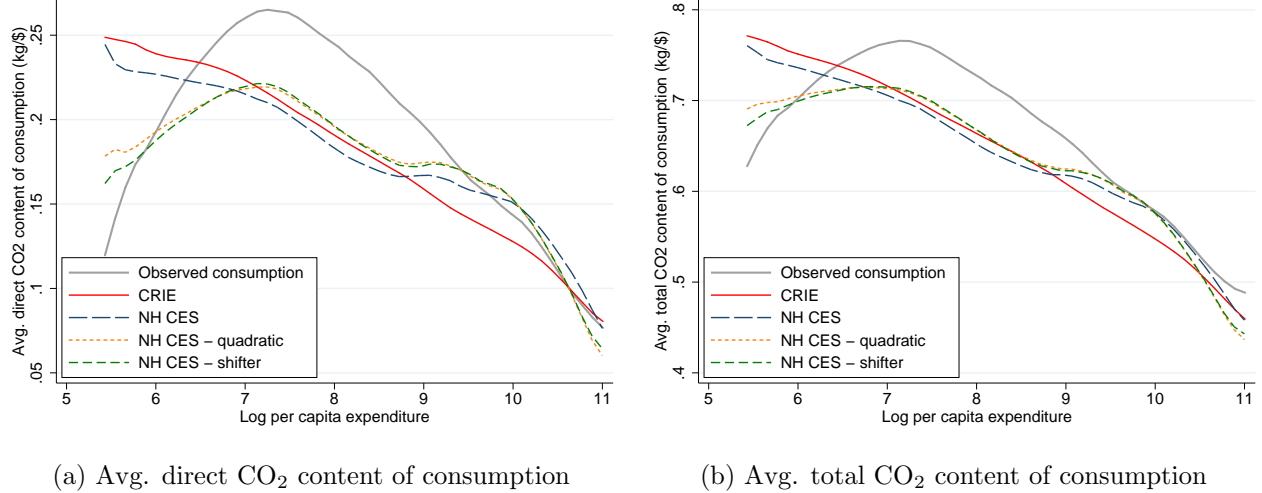 Avg. direct CO2 content of consumption (kg/$)
.25
.2
.15
.1
.05
Observed consumption
CRIE
NH CES
NH CES − quadratic
NH CES − shifter
5 6 7 8 9 10 11
Log per capita expenditure
(a) Avg. direct CO₂ content of consumption
Avg. total CO2 content of consumption (kg/$)
.8
.7
.6
.5
.4
Observed consumption
CRIE
NH CES
NH CES − quadratic
NH CES − shifter
5 6 7 8 9 10 11
Log per capita expenditure
(b) Avg. total CO₂ content of consumption